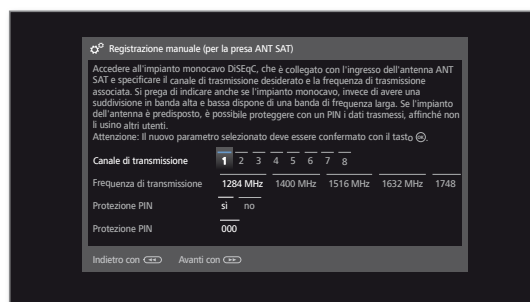 Registrazione manuale (per la presa ANT SAT)
Accedere all'impianto monocavo DiSEqC, che è collegato con l'ingresso dell'antenna ANT
SAT e specificare il canale di trasmissione desiderato e la frequenza di trasmissione
associata. Si prega di indicare anche se l'impianto monocavo, invece di avere una
suddivisione in banda alta e bassa dispone di una banda di frequenza larga. Se l'impianto
dell'antenna è predisposto, è possibile proteggere con un PIN i dati trasmessi, affinché non
li usino altri utenti.
Attenzione: Il nuovo parametro selezionato deve essere confermato con il tasto OK.
Canale di trasmissione 1 2 3 4 5 6 7 8
Frequenza di trasmissione 1284 MHz 1400 MHz 1516 MHz 1632 MHz 1748
Protezione PIN sì no
Protezione PIN 000
Indietro con Avanti con